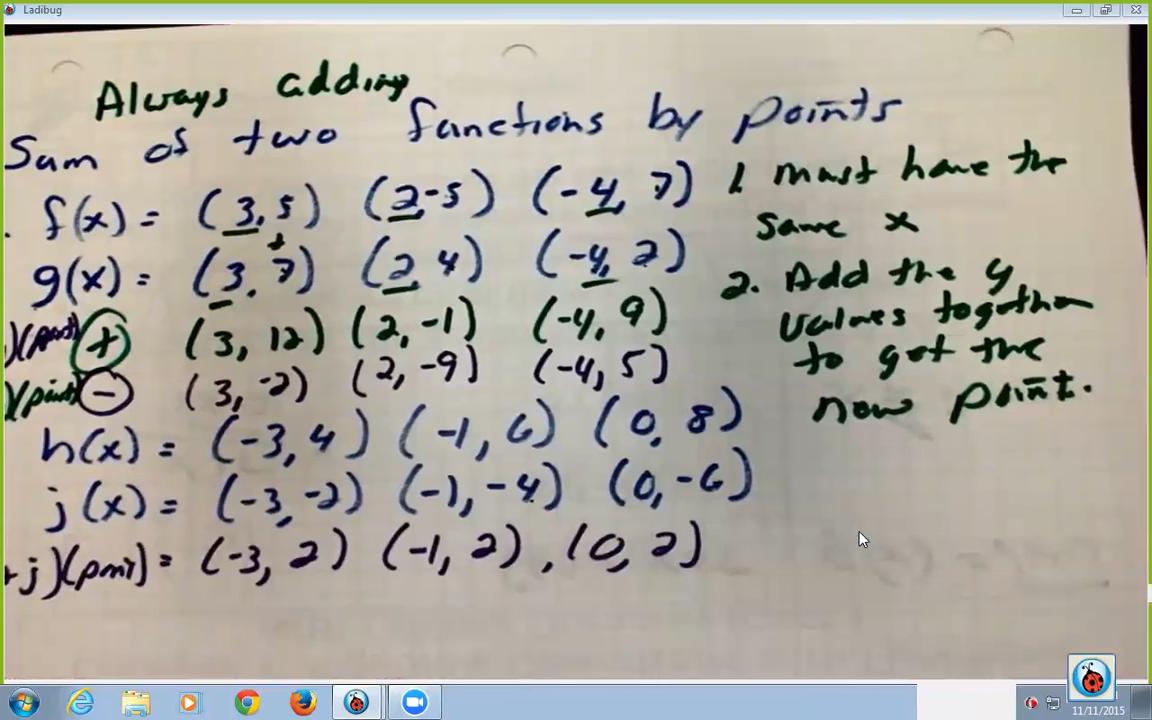 Ladibug
Always adding
Sum of two functions by points
f(x) = (3,5) (2-5) (-4, 7)
g(x) = (3, 7) (2, 4) (-4, 2)
+
)(point) + (3, 12) (2, -1) (-4, 9)
)(point) - (3, -2) (2, -9) (-4, 5)
h(x) = (-3, 4) (-1, 6) (0, 8)
j(x) = (-3, -2) (-1, -4) (0, -6)
+j)(point) = (-3, 2) (-1, 2), (0, 2)
1. must have the
same x
2. Add the y
values together
to get the
new point.
11/11/2015